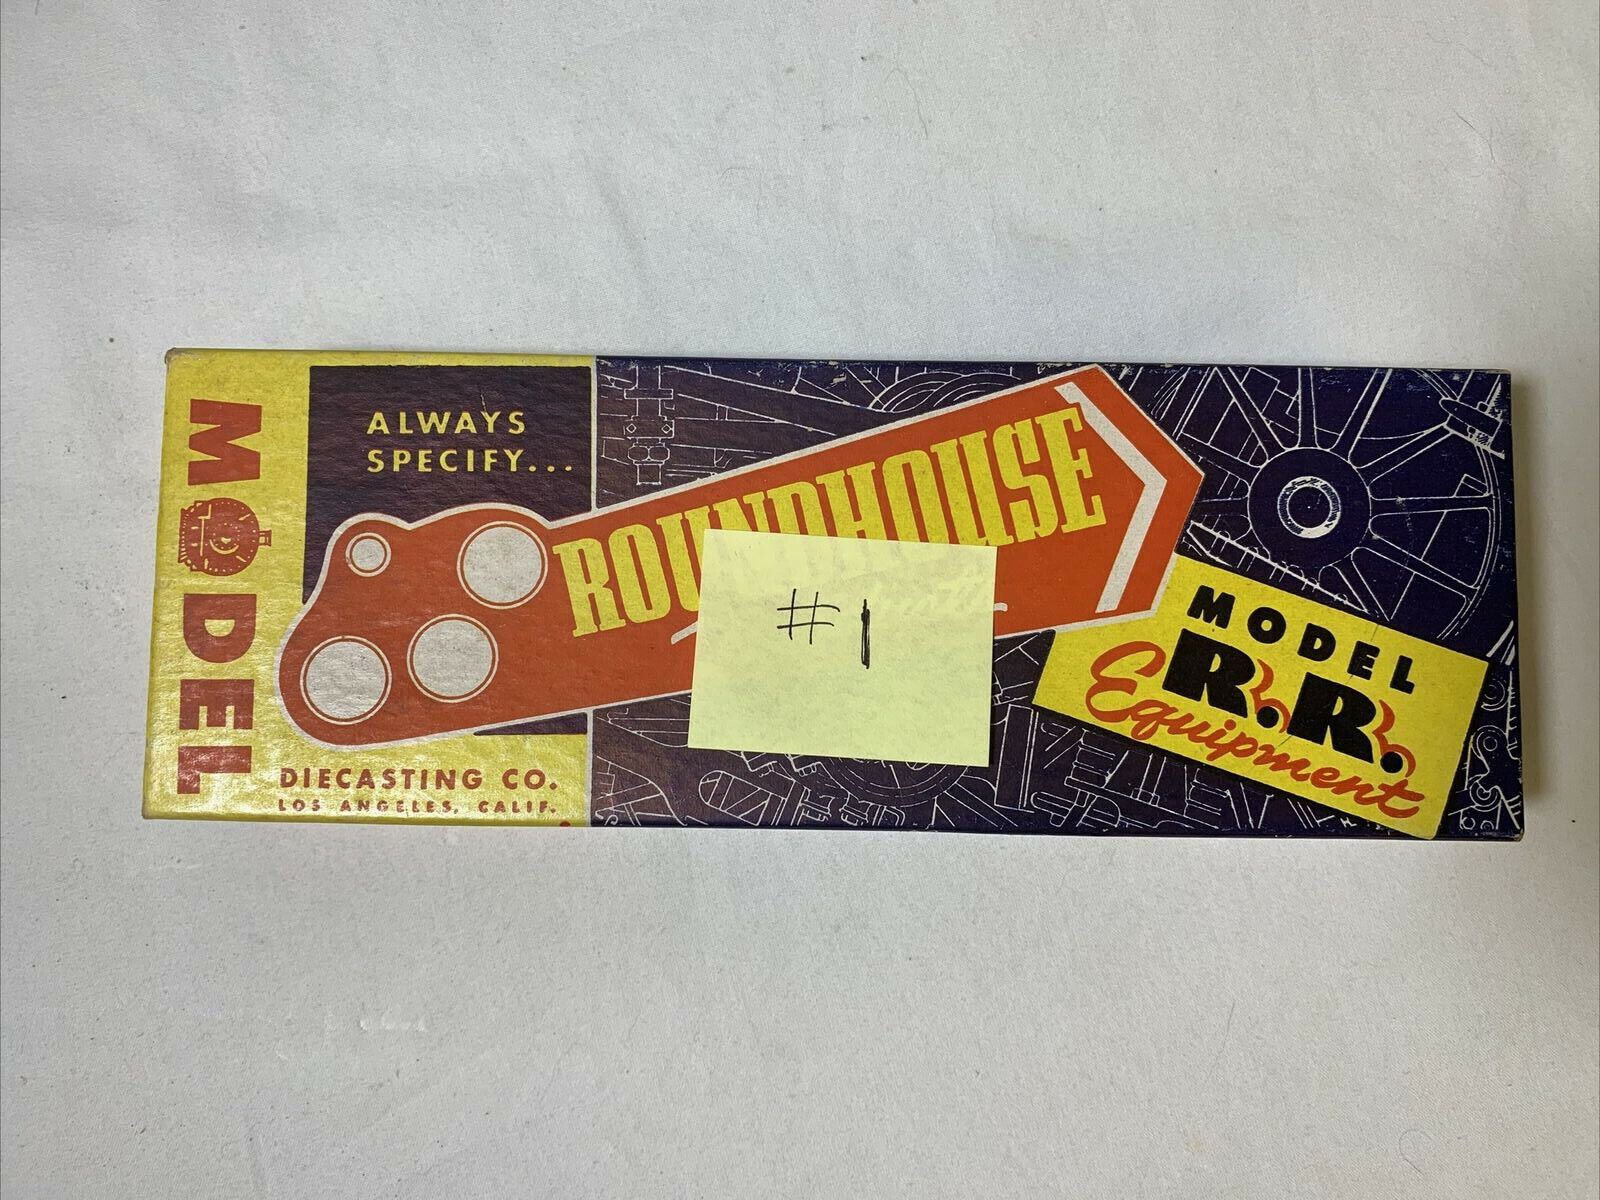 MODEL
ALWAYS
SPECIFY...
ROUNDHOUSE
#1
MODEL
R.R.
Equipment
DIECASTING CO.
LOS ANGELES, CALIF.